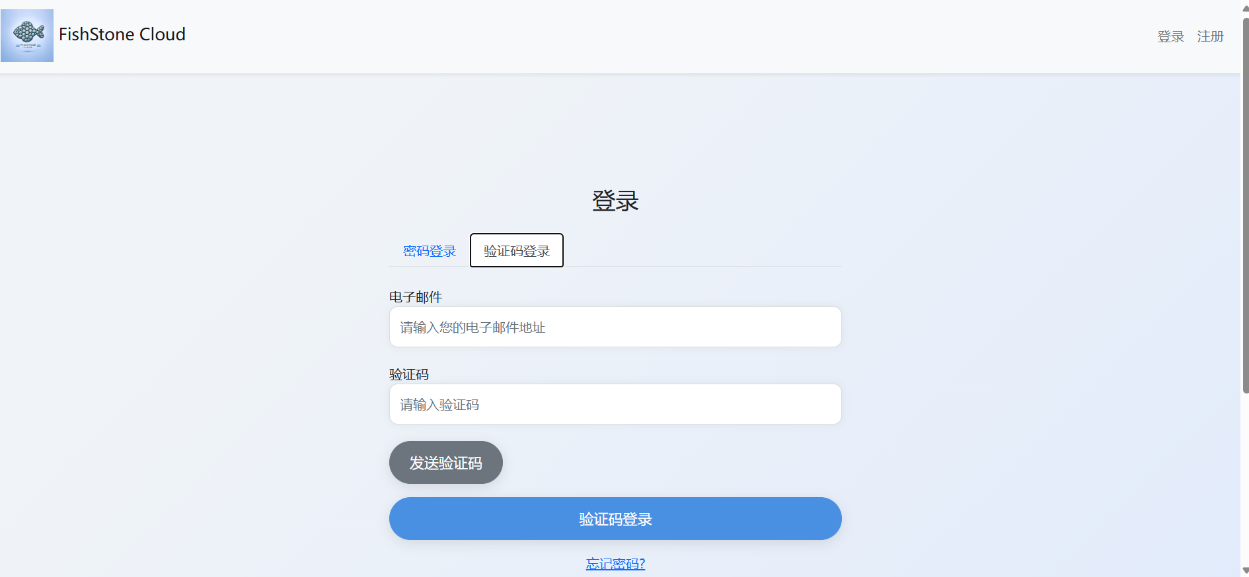 FishStone Cloud
登录 注册
登录
密码登录 验证码登录
电子邮件
请输入您的电子邮件地址
验证码
请输入验证码
发送验证码
验证码登录
忘记密码?